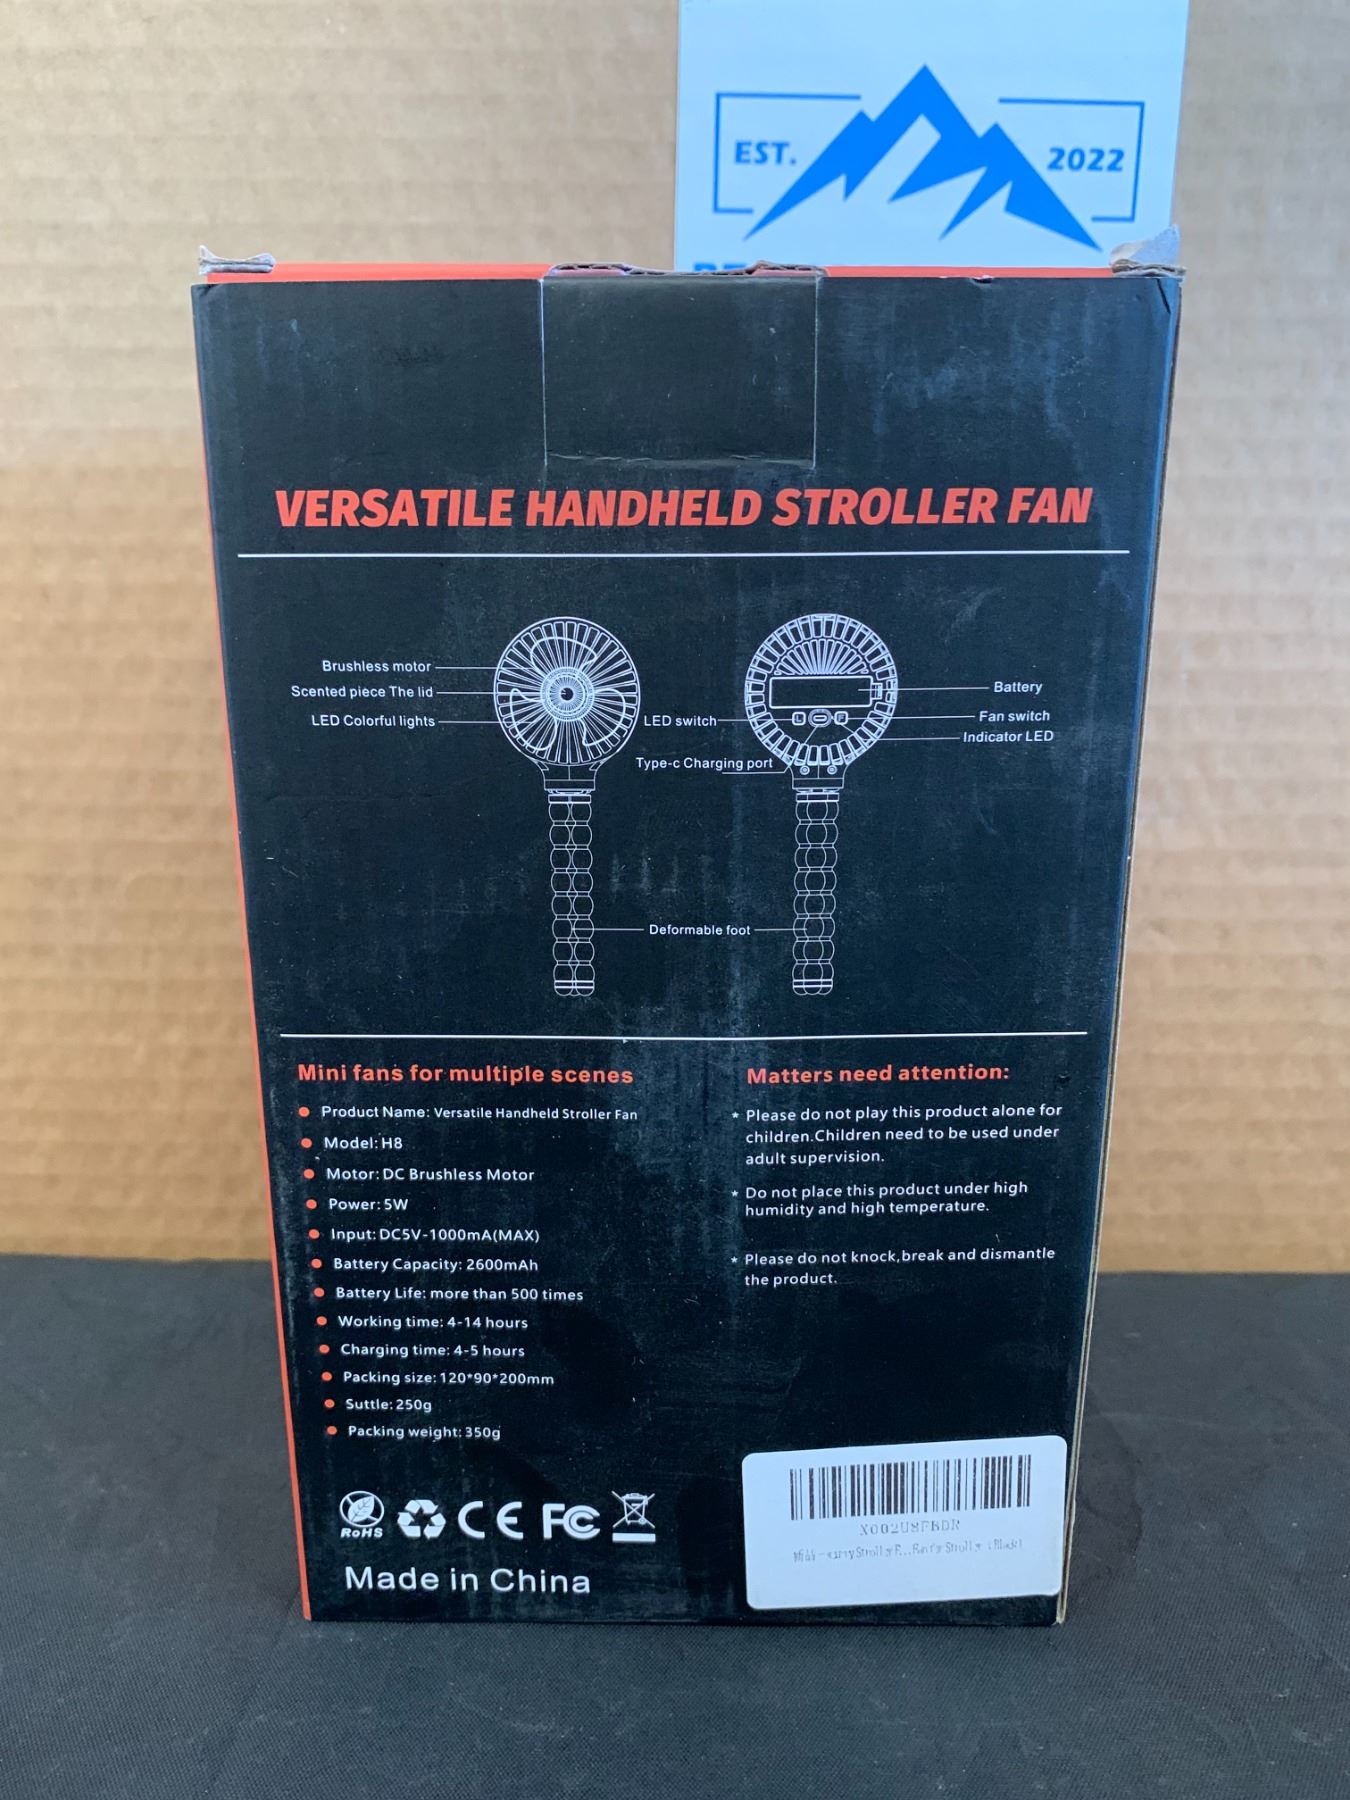 EST. 2022
VERSATILE HANDHELD STROLLER FAN
Brushless motor
Scented piece The lid
LED Colorful lights
LED switch
Type-c Charging port
Battery
Fan switch
Indicator LED
L F
Deformable foot
Mini fans for multiple scenes
Product Name: Versatile Handheld Stroller Fan
Model: H8
Motor: DC Brushless Motor
Power: 5W
Input: DC5V-1000mA(MAX)
Battery Capacity: 2600mAh
Battery Life: more than 500 times
Working time: 4-14 hours
Charging time: 4-5 hours
Packing size: 120*90*200mm
Suttle: 250g
Packing weight: 350g
Matters need attention:
* Please do not play this product alone for
children.Children need to be used under
adult supervision.
* Do not place this product under high
humidity and high temperature.
* Please do not knock,break and dismantle
the product.
RoHS CE FC
Made in China
X002U8FBDR